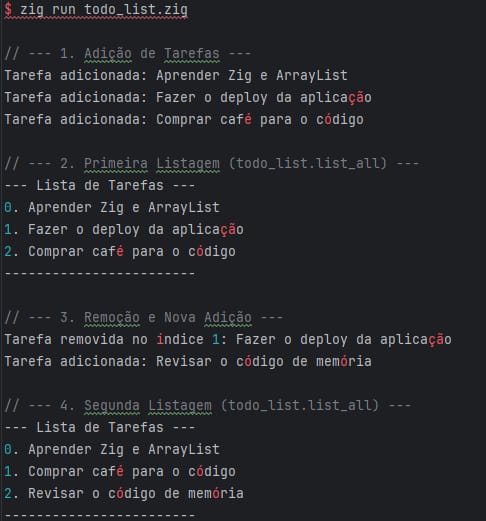 $ zig run todo_list.zig
// --- 1. Adição de Tarefas ---
Tarefa adicionada: Aprender Zig e ArrayList
Tarefa adicionada: Fazer o deploy da aplicação
Tarefa adicionada: Comprar café para o código
// --- 2. Primeira Listagem (todo_list.list_all) ---
--- Lista de Tarefas ---
0. Aprender Zig e ArrayList
1. Fazer o deploy da aplicação
2. Comprar café para o código
------------------------
// --- 3. Remoção e Nova Adição ---
Tarefa removida no índice 1: Fazer o deploy da aplicação
Tarefa adicionada: Revisar o código de memória
// --- 4. Segunda Listagem (todo_list.list_all) ---
--- Lista de Tarefas ---
0. Aprender Zig e ArrayList
1. Comprar café para o código
2. Revisar o código de memória
------------------------